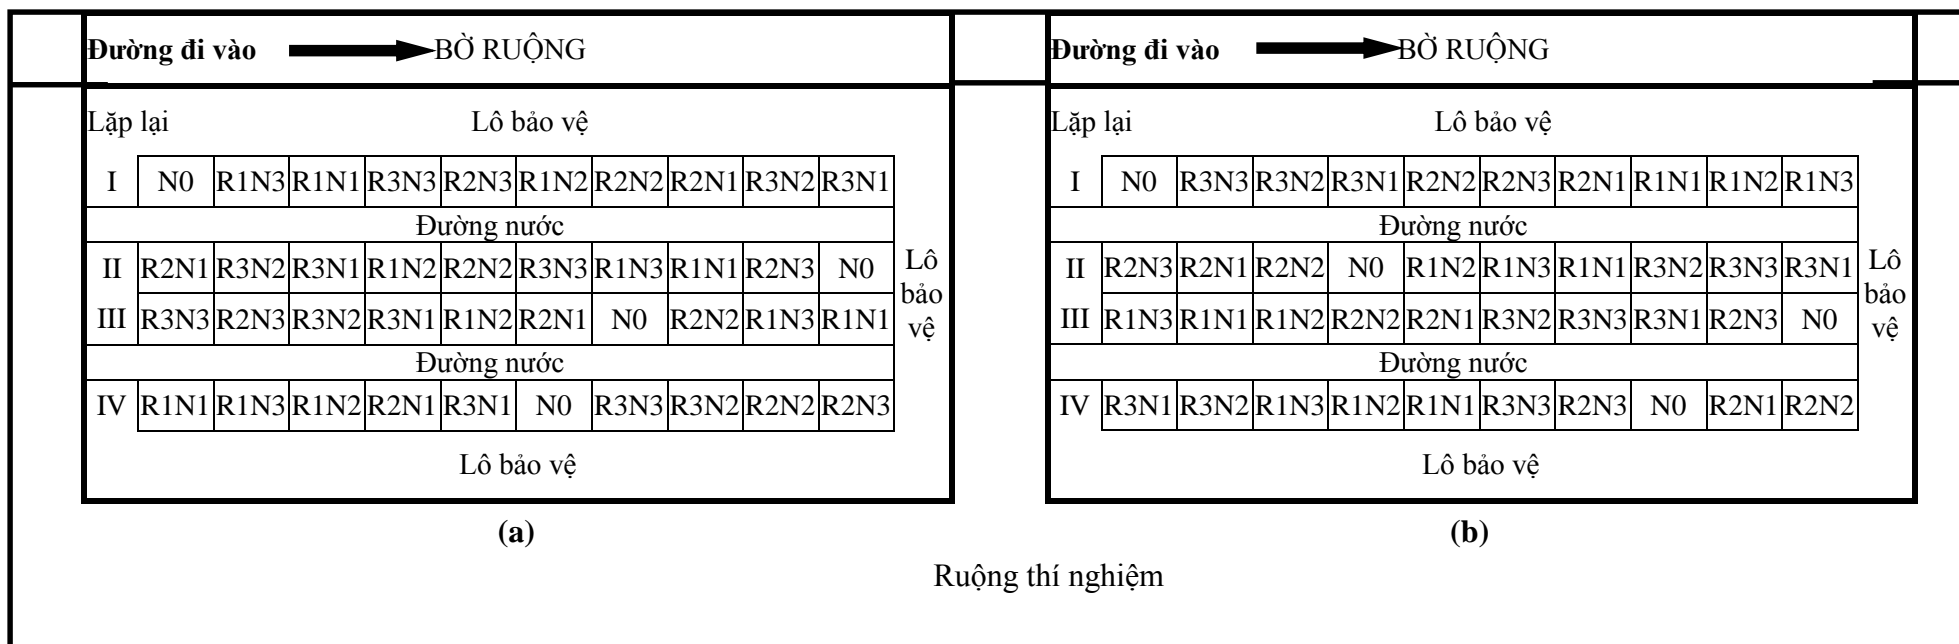 Đường đi vào BỜ RUỘNG
Lặp lại Lô bảo vệ
I N0 R1N3 R1N1 R3N3 R2N3 R1N2 R2N2 R2N1 R3N2 R3N1
Đường nước
II R2N1 R3N2 R3N1 R1N2 R2N2 R3N3 R1N3 R1N1 R2N3 N0
III R3N3 R2N3 R3N2 R3N1 R1N2 R2N1 N0 R2N2 R1N3 R1N1
Đường nước
IV R1N1 R1N3 R1N2 R2N1 R3N1 N0 R3N3 R3N2 R2N2 R2N3
Lô
bảo
vệ
Lô bảo vệ
(a)
Đường đi vào BỜ RUỘNG
Lặp lại Lô bảo vệ
I N0 R3N3 R3N2 R3N1 R2N2 R2N3 R2N1 R1N1 R1N2 R1N3
Đường nước
II R2N3 R2N1 R2N2 N0 R1N2 R1N3 R1N1 R3N2 R3N3 R3N1
III R1N3 R1N1 R1N2 R2N2 R2N1 R3N2 R3N3 R3N1 R2N3 N0
Đường nước
IV R3N1 R3N2 R1N3 R1N2 R1N1 R3N3 R2N3 N0 R2N1 R2N2
Lô
bảo
vệ
Lô bảo vệ
(b)
Ruộng thí nghiệm